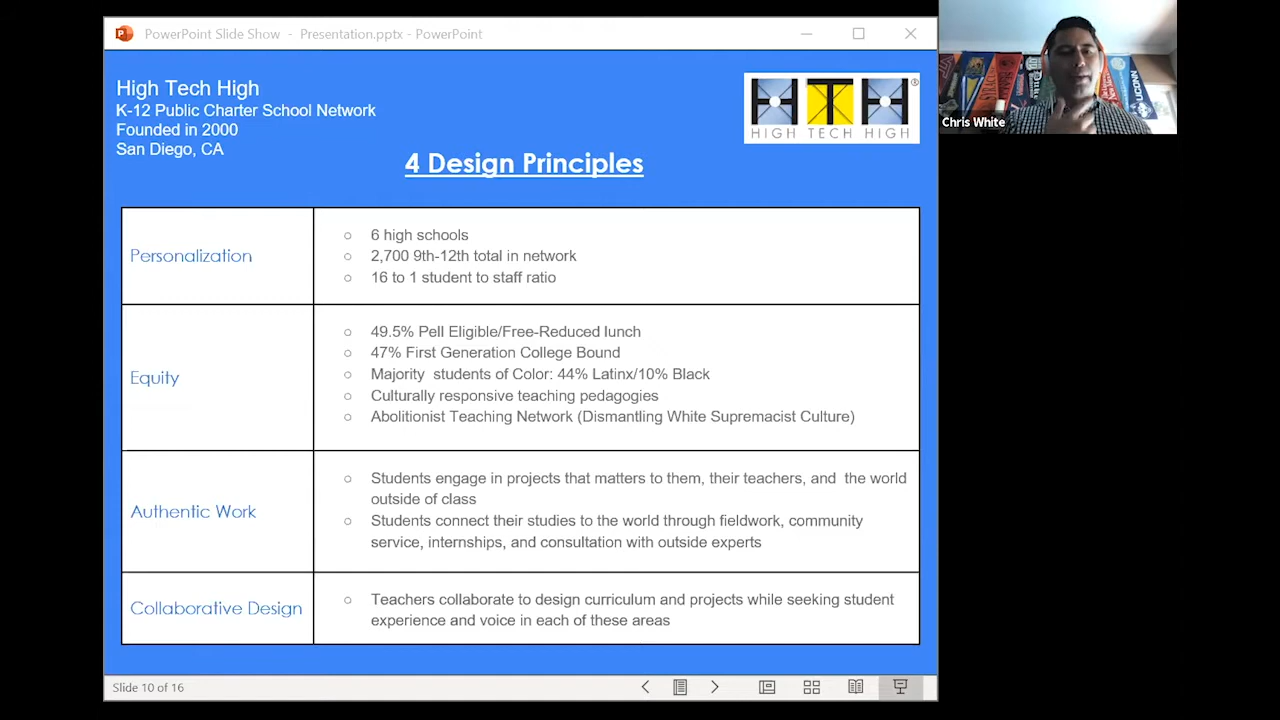 PowerPoint Slide Show - Presentation.pptx - PowerPoint
High Tech High
K-12 Public Charter School Network
Founded in 2000
San Diego, CA
HTH
HIGH TECH HIGH
4 Design Principles
Personalization
○ 6 high schools
○ 2,700 9th-12th total in network
○ 16 to 1 student to staff ratio
Equity
○ 49.5% Pell Eligible/Free-Reduced lunch
○ 47% First Generation College Bound
○ Majority students of Color: 44% Latinx/10% Black
○ Culturally responsive teaching pedagogies
○ Abolitionist Teaching Network (Dismantling White Supremacist Culture)
Authentic Work
○ Students engage in projects that matters to them, their teachers, and the world
outside of class
○ Students connect their studies to the world through fieldwork, community
service, internships, and consultation with outside experts
Collaborative Design
○ Teachers collaborate to design curriculum and projects while seeking student
experience and voice in each of these areas
Slide 10 of 16
UCONN
Chris White